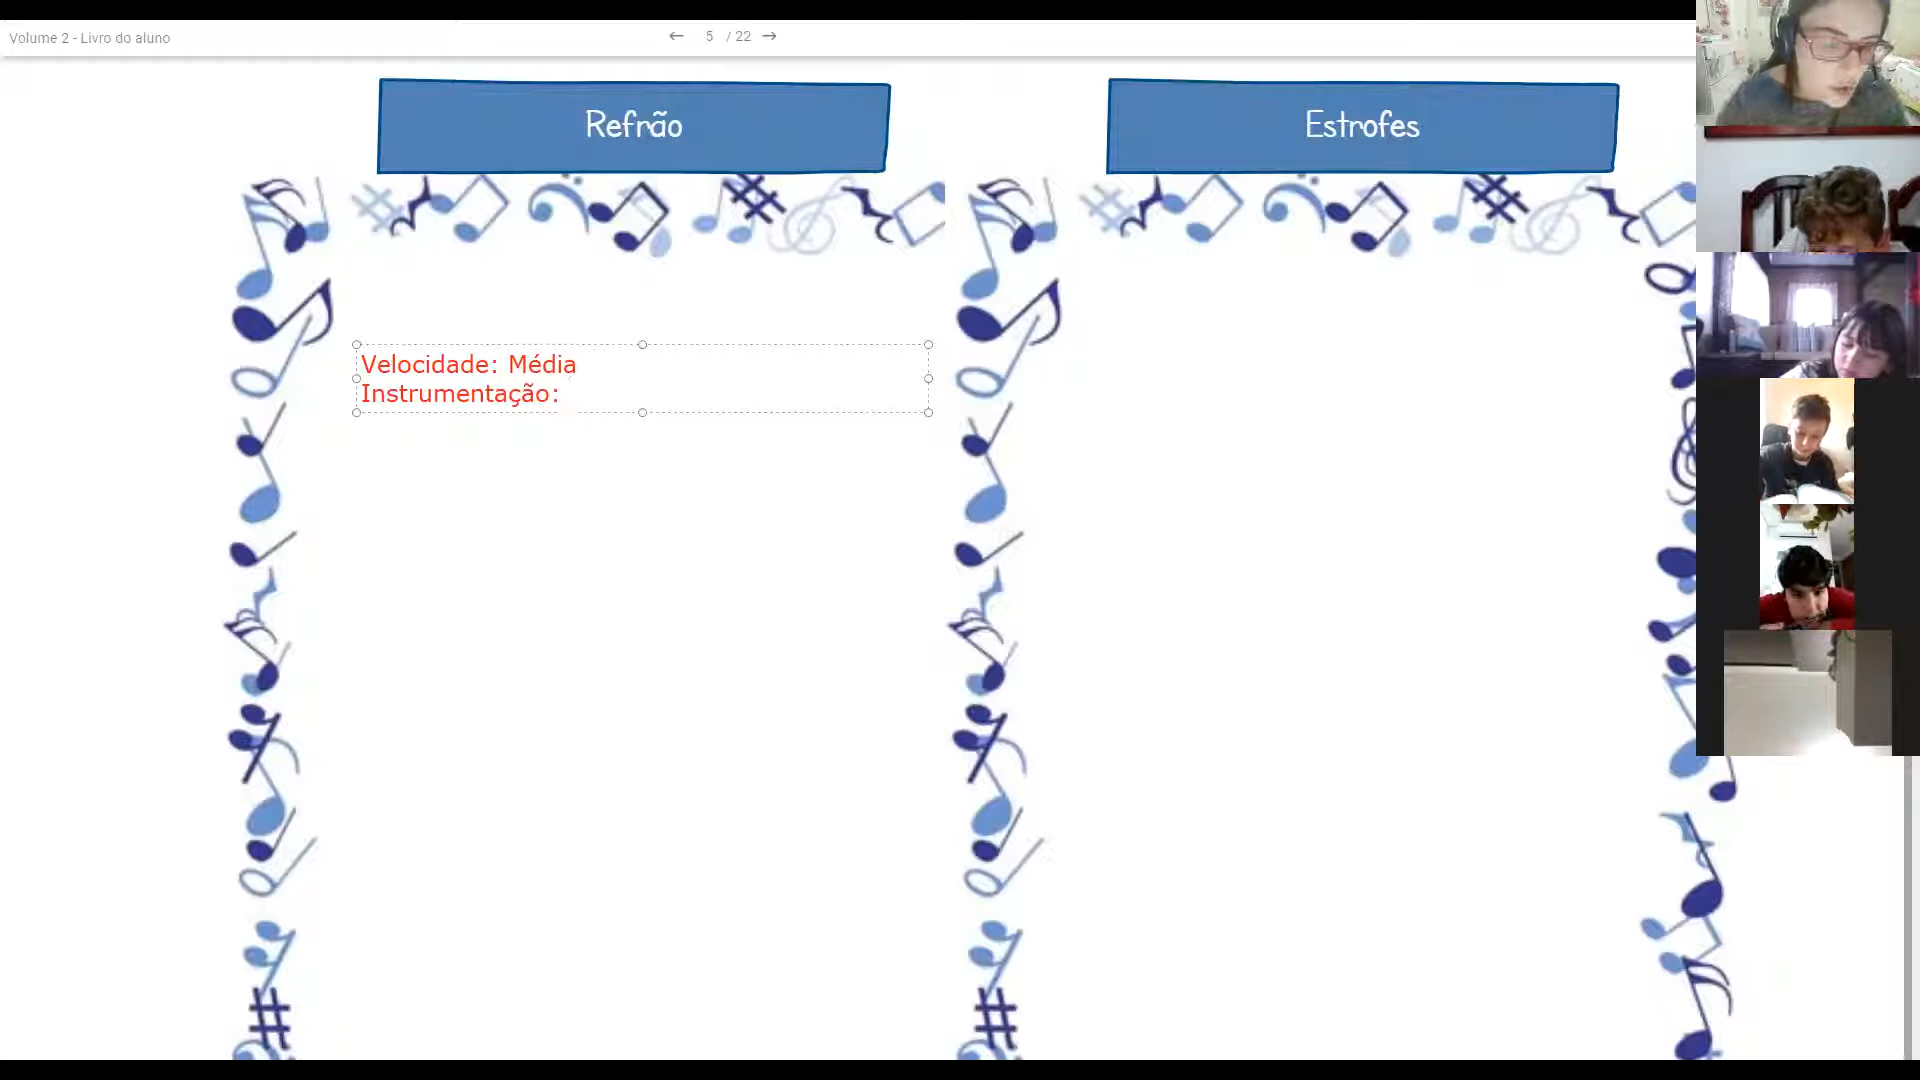 Volume 2 - Livro do aluno
← 5 / 22 →
Refrão
Estrofes
Velocidade: Média
Instrumentação: